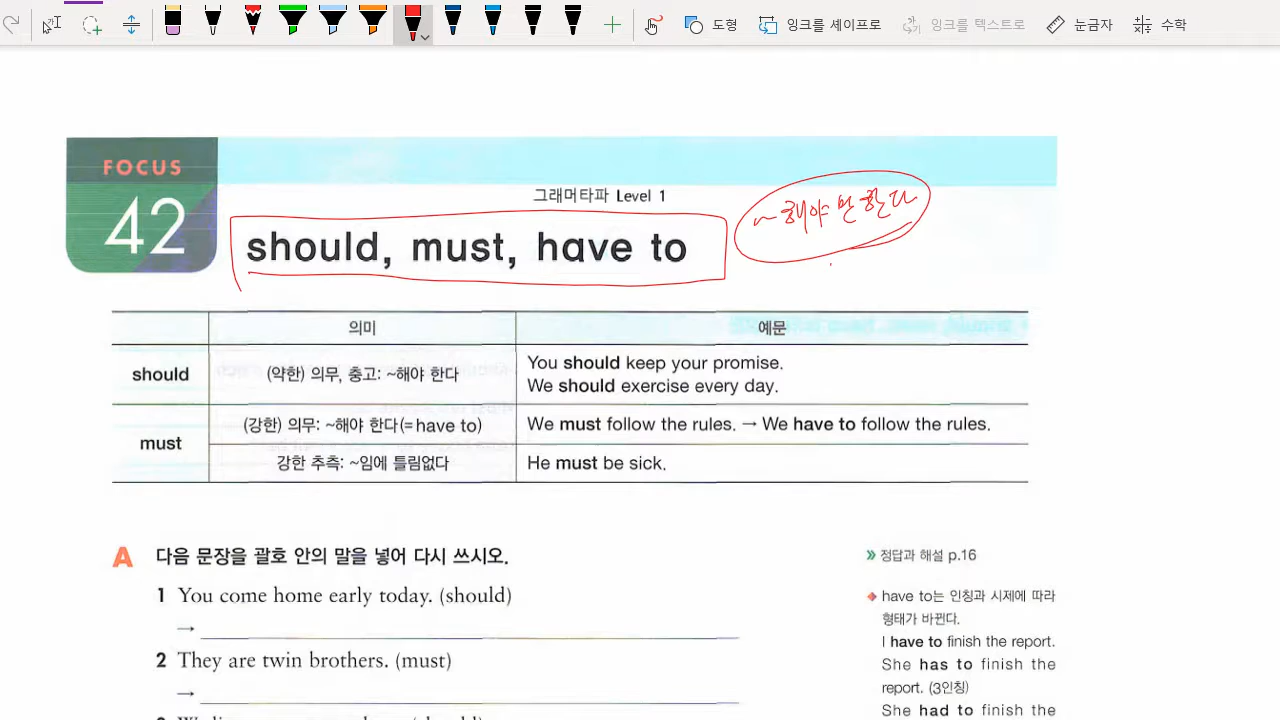 도형
잉크를 셰이프로
잉크를 텍스트로
눈금자
수학
FOCUS
42
그래머타파 Level 1
should, must, have to
~해야만 한다
의미
예문
should
(약한) 의무, 충고: ~해야 한다
You should keep your promise.
We should exercise every day.
must
(강한) 의무: ~해야 한다(= have to)
We must follow the rules. → We have to follow the rules.
강한 추측: ~임에 틀림없다
He must be sick.
A 다음 문장을 괄호 안의 말을 넣어 다시 쓰시오.
1 You come home early today. (should)
→
2 They are twin brothers. (must)
→
» 정답과 해설 p.16
◆ have to는 인칭과 시제에 따라
형태가 바뀐다.
I have to finish the report.
She has to finish the
report. (3인칭)
She had to finish the